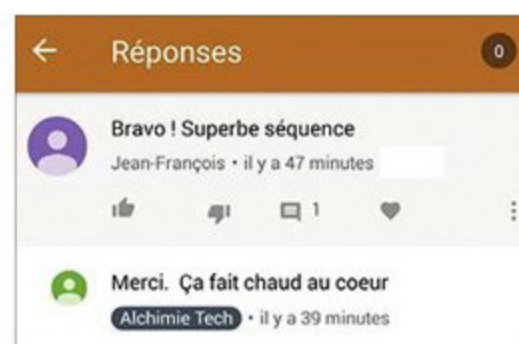 Réponses 0
Bravo ! Superbe séquence
Jean-François • il y a 47 minutes
1
Merci. Ça fait chaud au coeur
Alchimie Tech • il y a 39 minutes